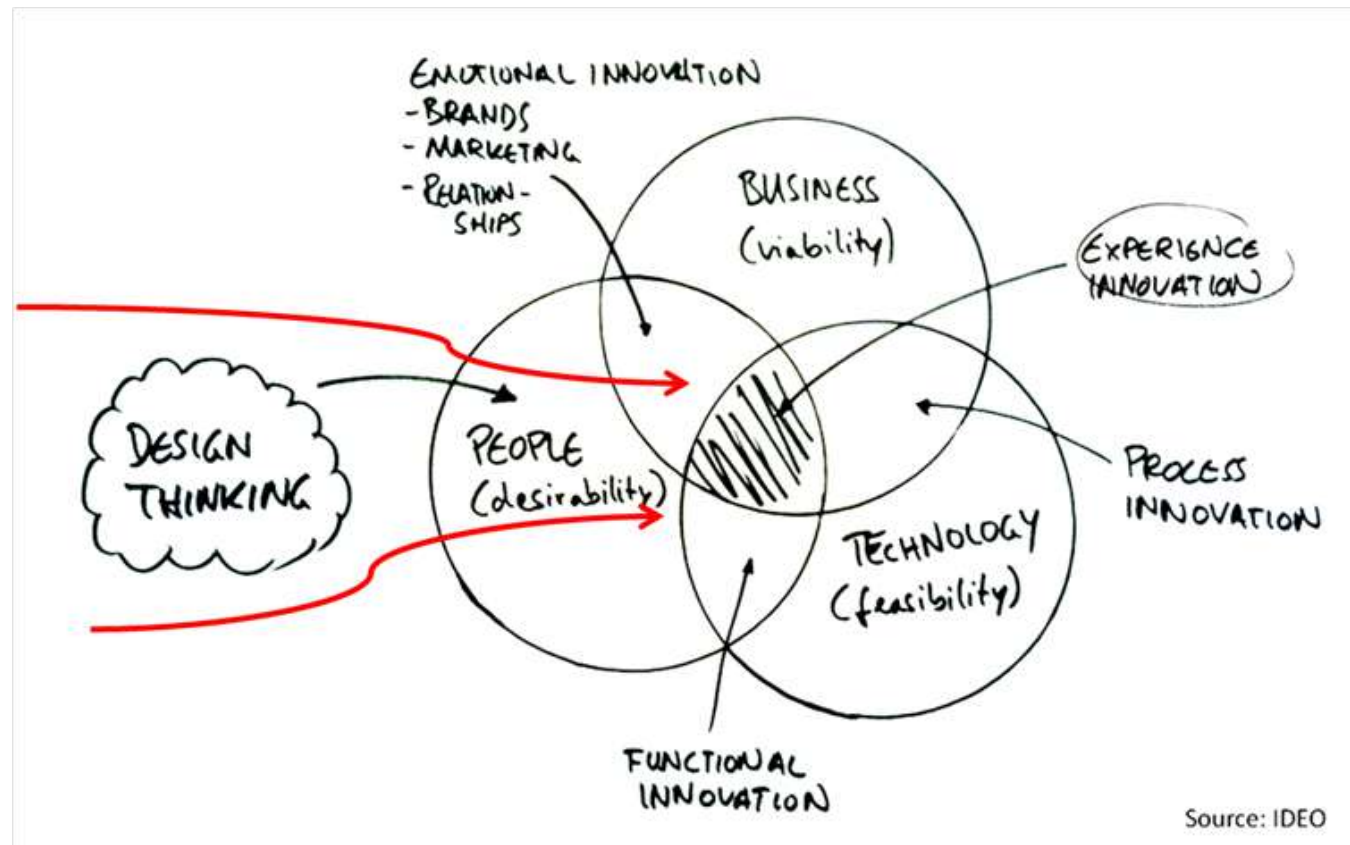 EMOTIONAL INNOVATION
- BRANDS
- MARKETING
- RELATION-
SHIPS
BUSINESS
(viability)
EXPERIENCE
INNOVATION
DESIGN
THINKING
PEOPLE
(desirability)
PROCESS
INNOVATION
TECHNOLOGY
(feasibility)
FUNCTIONAL
INNOVATION
Source: IDEO